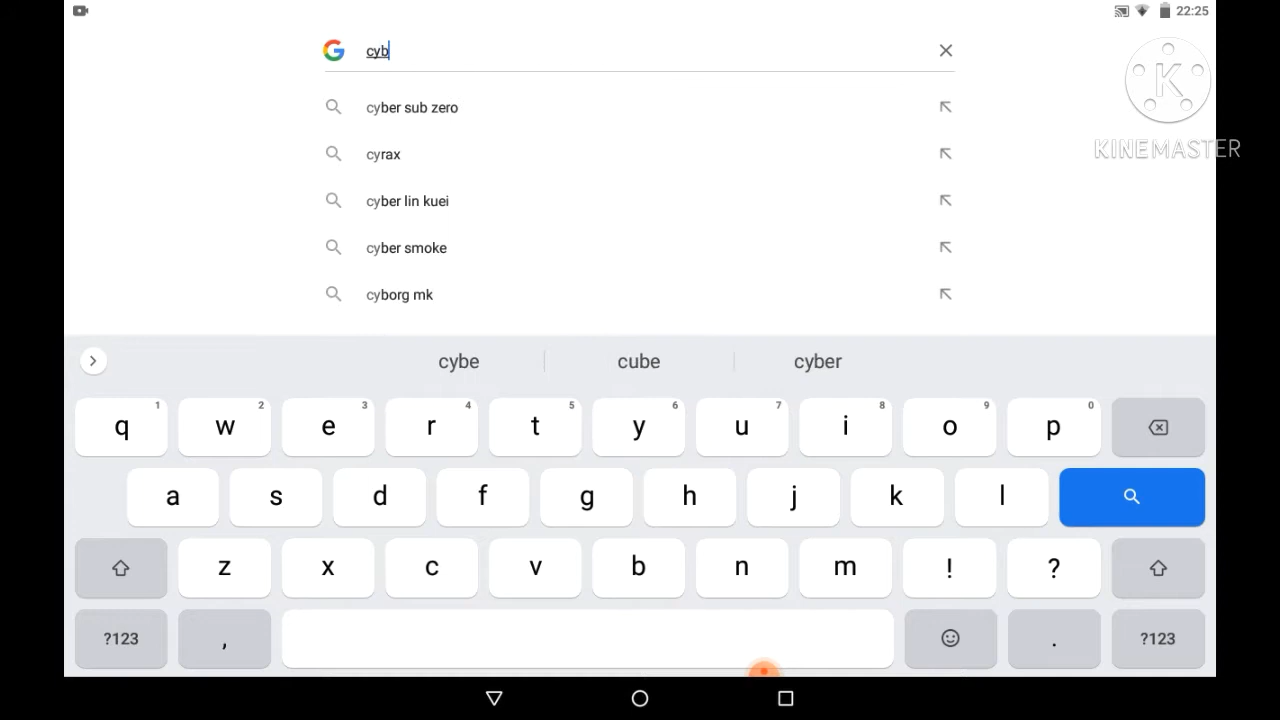 22:25
cyb
KINEMASTER
cyber sub zero
cyrax
cyber lin kuei
cyber smoke
cyborg mk
cybe cube cyber
q 1 w 2 e 3 r 4 t 5 y 6 u 7 i 8 o 9 p 0
a s d f g h j k l
z x c v b n m ! ?
?123 , . ?123